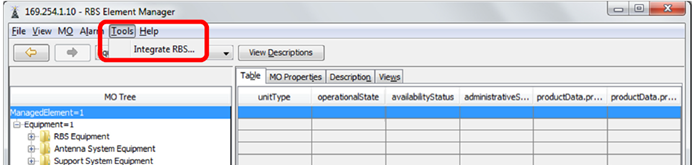 169.254.1.10 - RBS Element Manager
File View MO Alarm Tools Help
Integrate RBS...
View Descriptions
Table MO Properties Description Views
MO Tree
unitType operationalState availabilityStatus administrativeS... productData.pr... productData.pr...
ManagedElement=1
Equipment=1
RBS Equipment
Antenna System Equipment
Support System Equipment